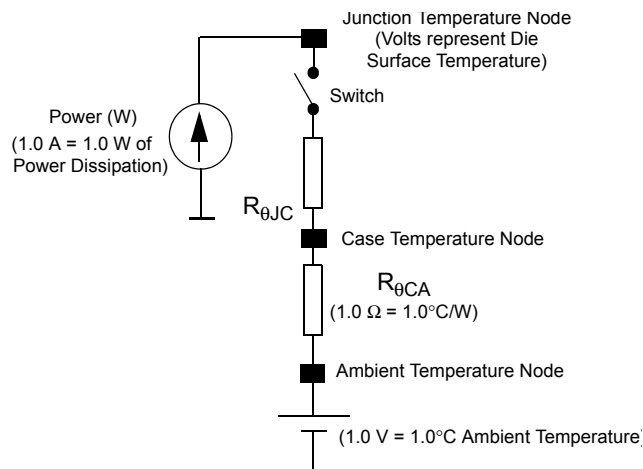 Junction Temperature Node
(Volts represent Die
Surface Temperature)
Switch
Power (W)
(1.0 A = 1.0 W of
Power Dissipation)
RθJC
Case Temperature Node
RθCA
(1.0 Ω = 1.0°C/W)
Ambient Temperature Node
(1.0 V = 1.0°C Ambient Temperature)